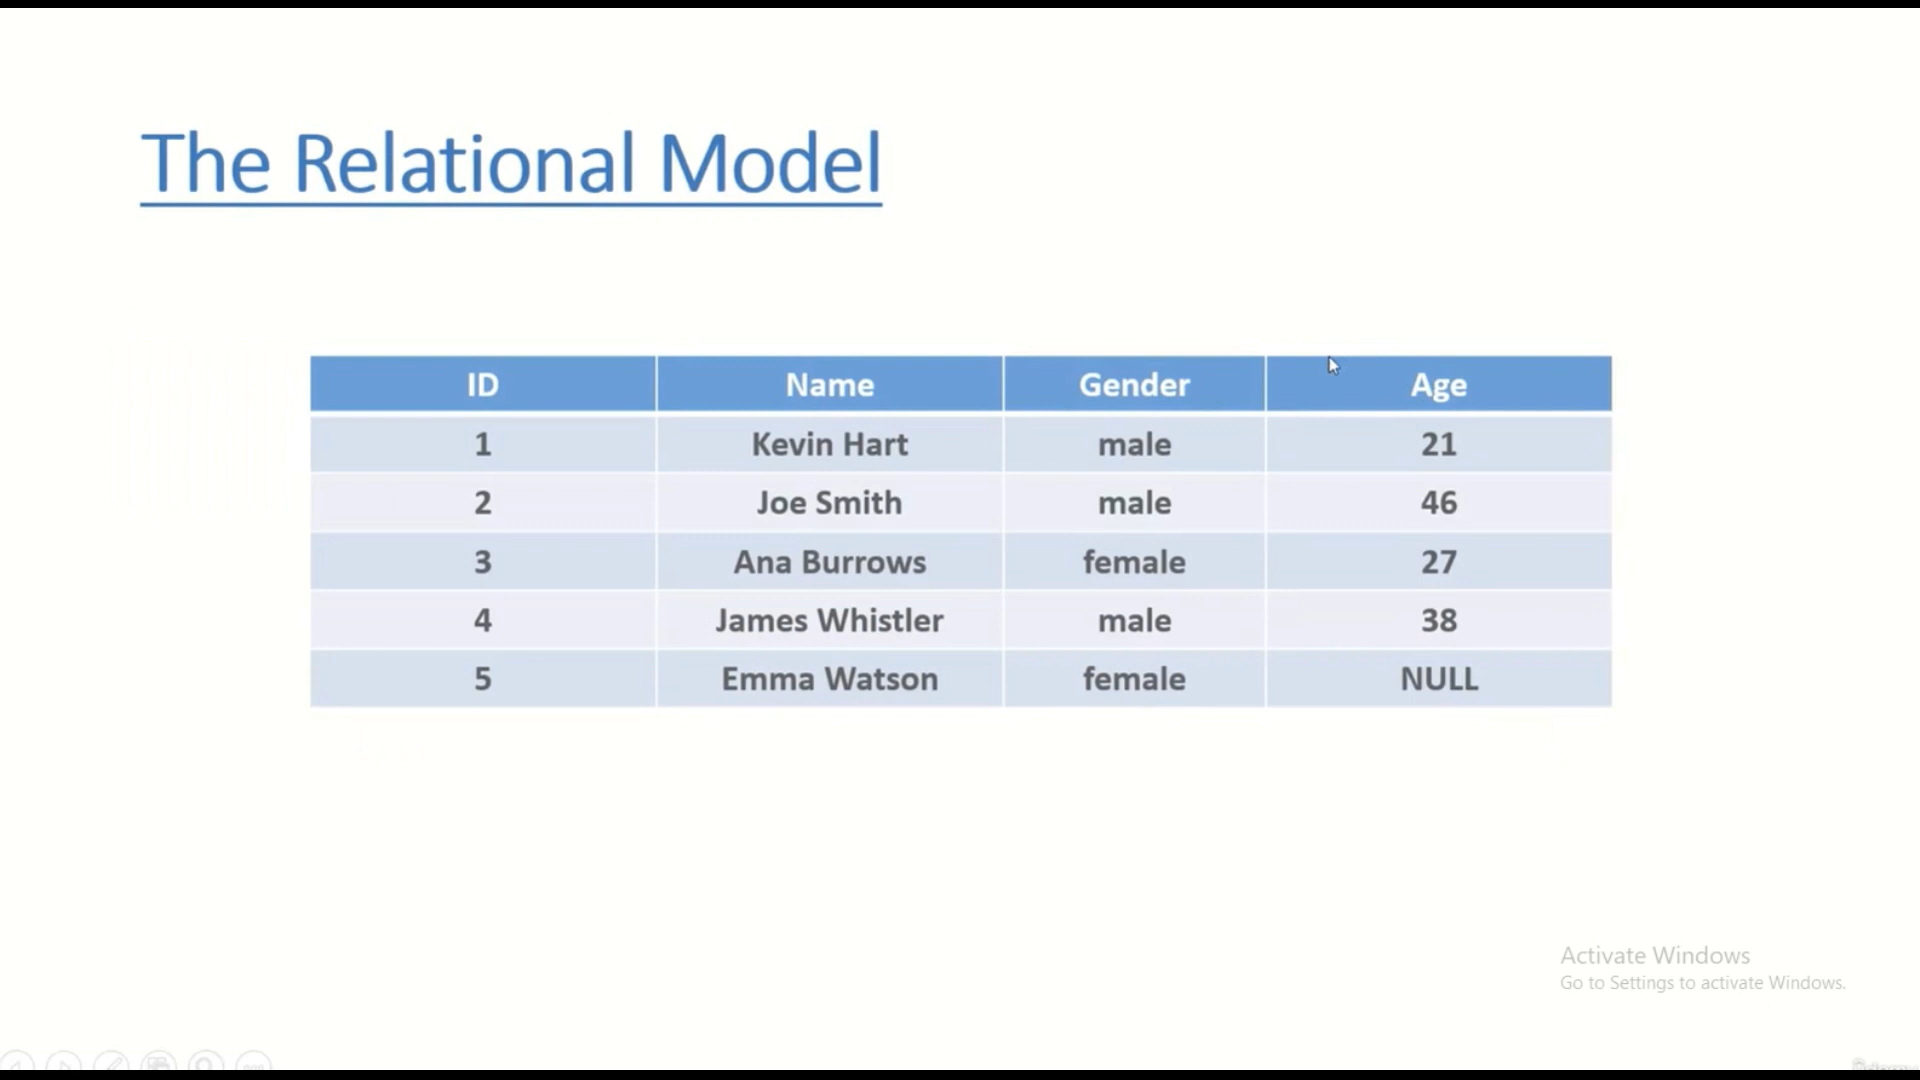 The Relational Model
ID Name Gender Age
1 Kevin Hart male 21
2 Joe Smith male 46
3 Ana Burrows female 27
4 James Whistler male 38
5 Emma Watson female NULL
Activate Windows
Go to Settings to activate Windows.